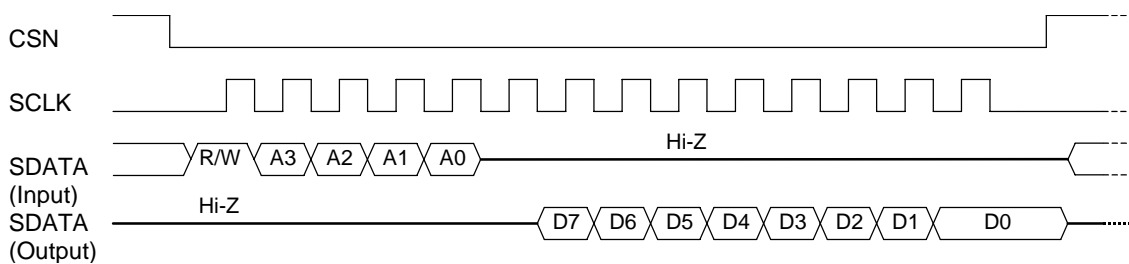 CSN
SCLK
SDATA
(Input)
R/W A3 A2 A1 A0 Hi-Z
SDATA
(Output)
Hi-Z D7 D6 D5 D4 D3 D2 D1 D0